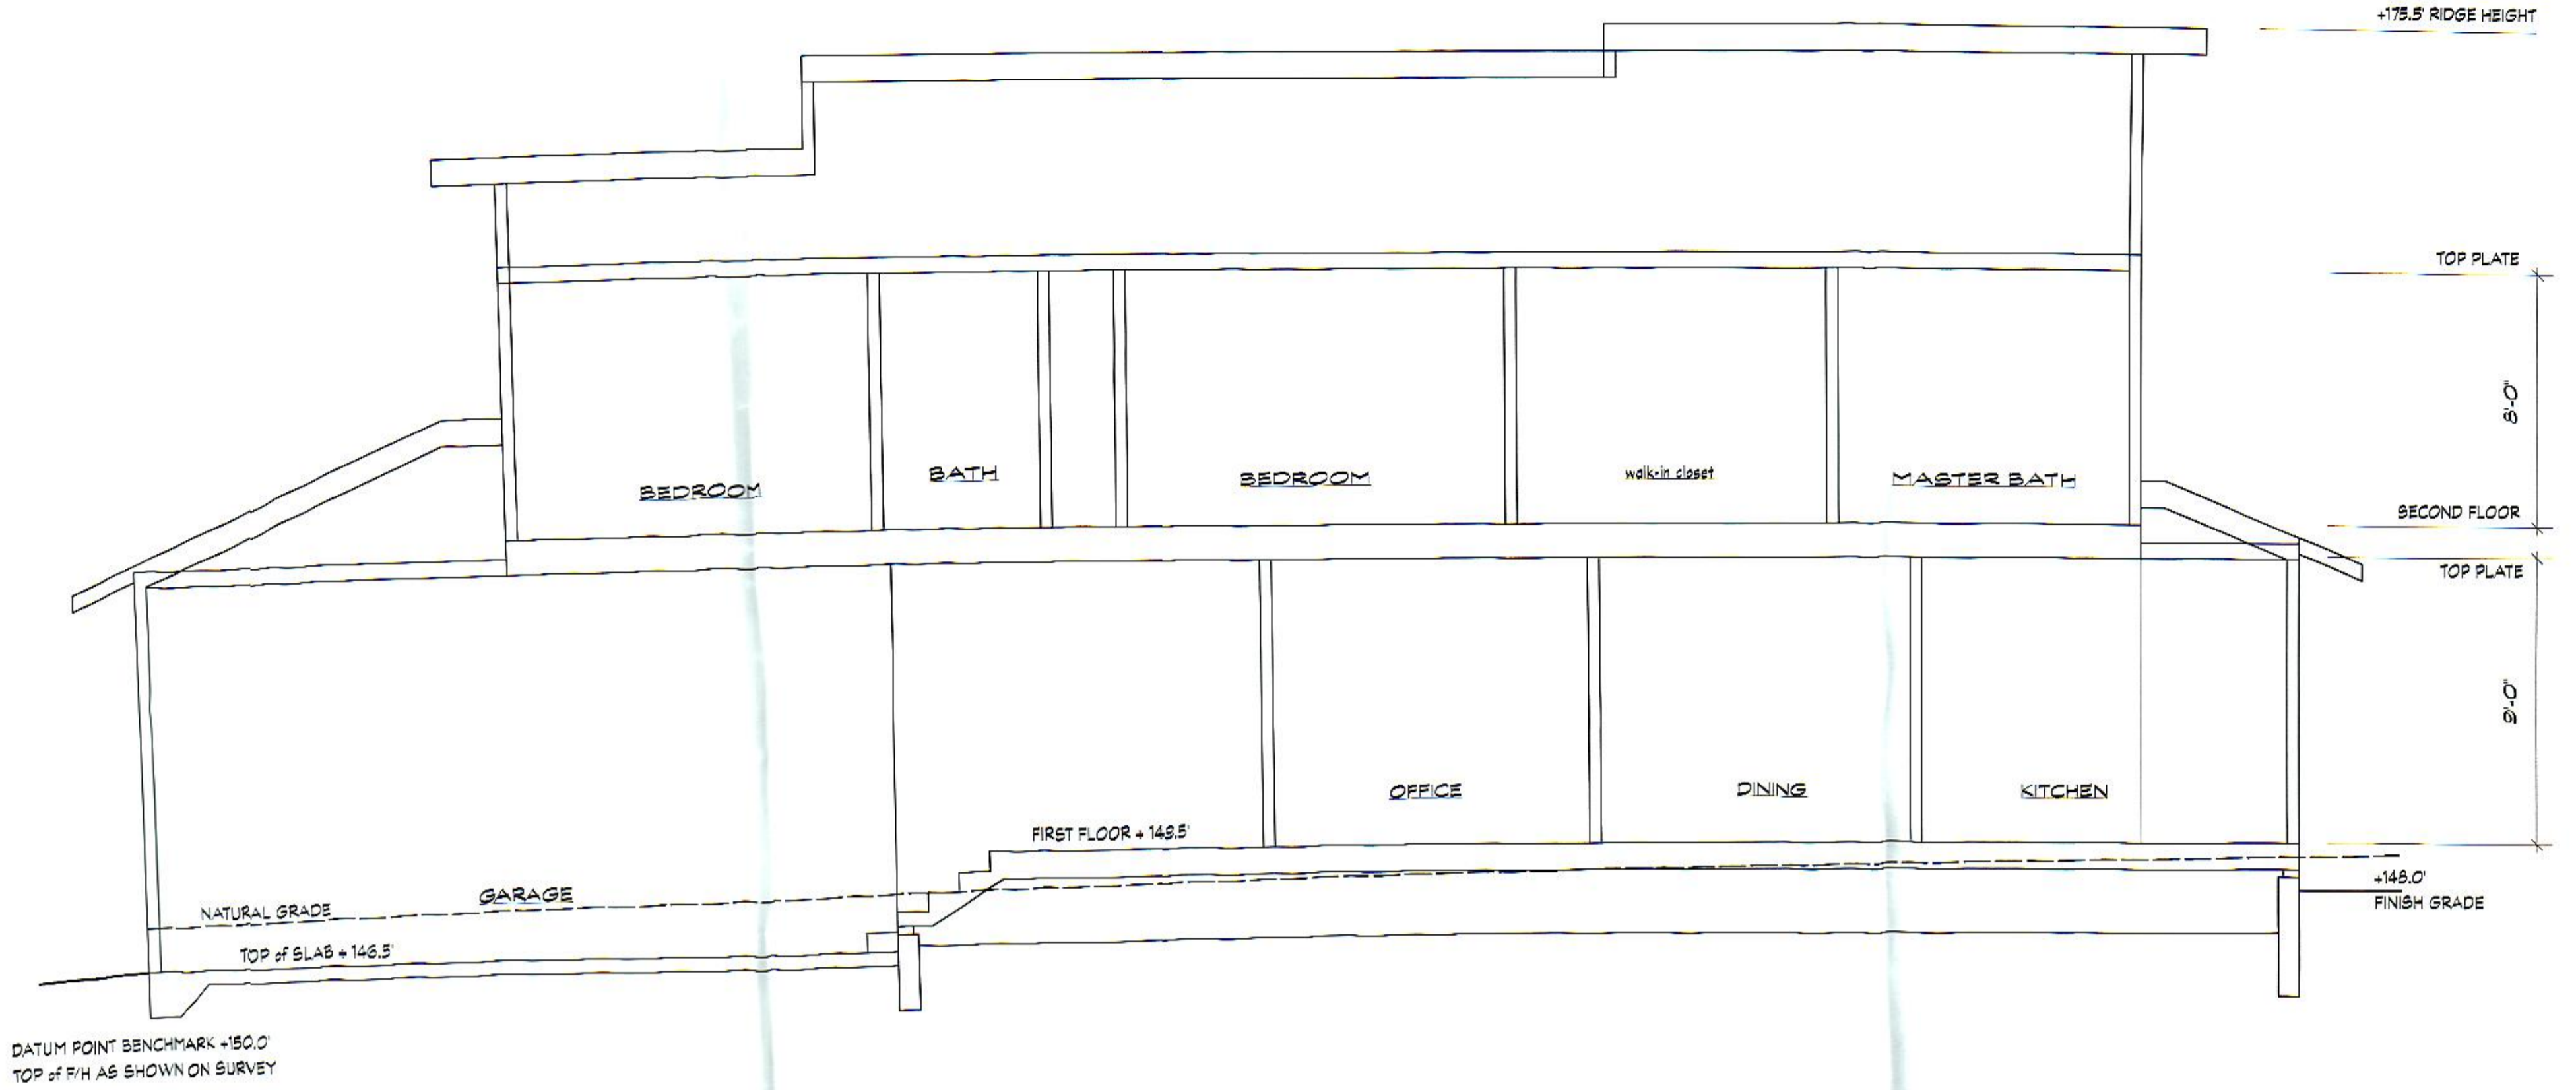 +175.5' RIDGE HEIGHT
TOP PLATE
8'-0"
BEDROOM
BATH
BEDROOM
walk-in closet
MASTER BATH
SECOND FLOOR
TOP PLATE
9'-0"
OFFICE
DINING
KITCHEN
FIRST FLOOR + 149.5'
+148.0'
FINISH GRADE
GARAGE
NATURAL GRADE
TOP of SLAB + 146.5'
DATUM POINT BENCHMARK +150.0'
TOP of F/H AS SHOWN ON SURVEY